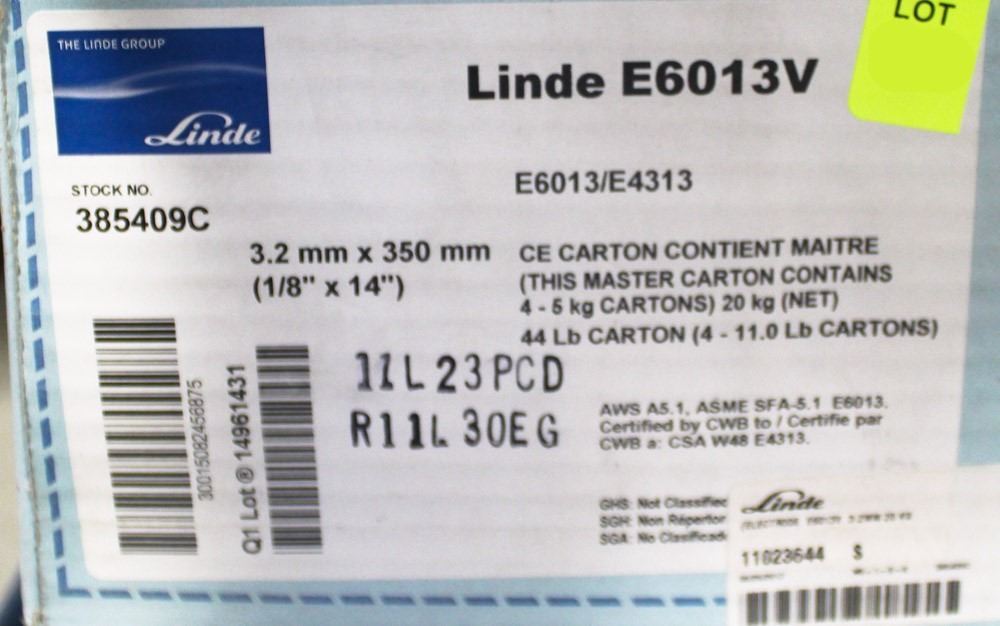 LOT
THE LINDE GROUP
Linde
Linde E6013V
E6013/E4313
STOCK NO.
385409C
3.2 mm x 350 mm
(1/8" x 14")
CE CARTON CONTIENT MAITRE
(THIS MASTER CARTON CONTAINS
4 - 5 kg CARTONS) 20 kg (NET)
44 Lb CARTON (4 - 11.0 Lb CARTONS)
11L23PCD
R11L30EG
30015082456875
Q1 Lot ® 14961431
AWS A5.1, ASME SFA-5.1 E6013.
Certified by CWB to / Certifie par
CWB a: CSA W48 E4313.
GHS: Not Classified
SGH: Non Répertor
SGA: No Clasificad
Linde
11023644 S